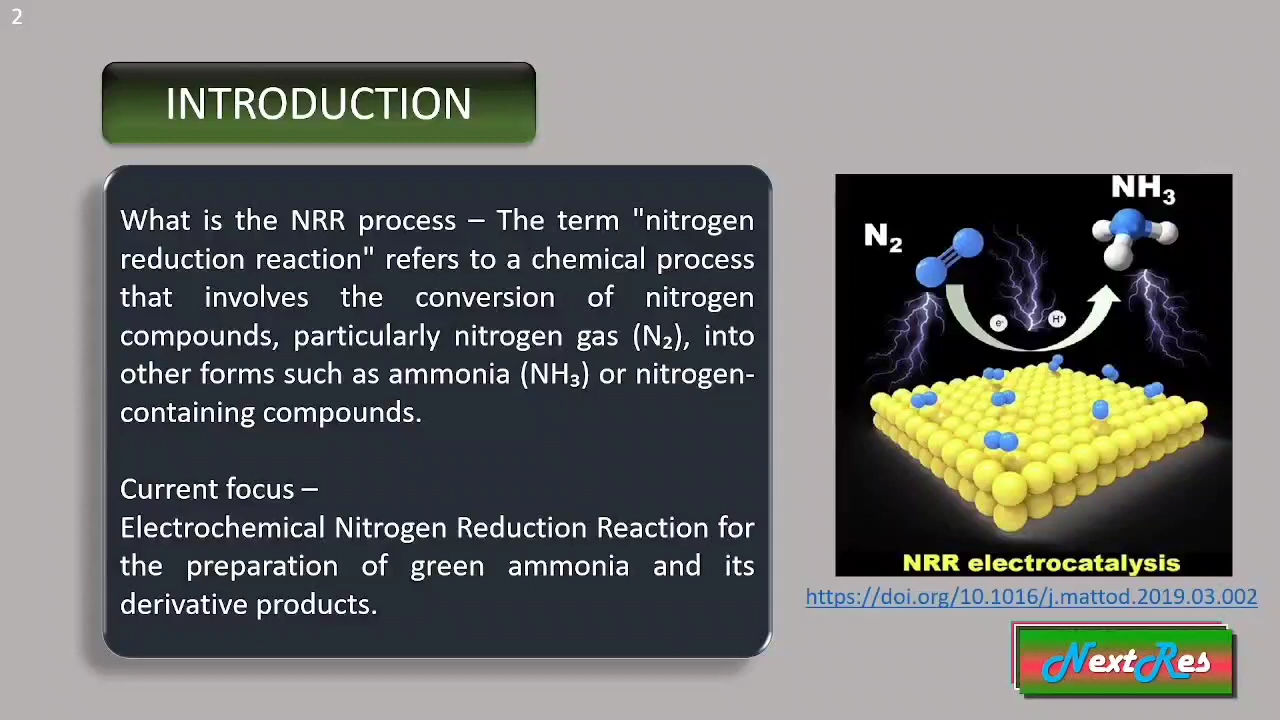 2
INTRODUCTION
What is the NRR process – The term "nitrogen
reduction reaction" refers to a chemical process
that involves the conversion of nitrogen
compounds, particularly nitrogen gas (N₂), into
other forms such as ammonia (NH₃) or nitrogen-
containing compounds.
Current focus –
Electrochemical Nitrogen Reduction Reaction for
the preparation of green ammonia and its
derivative products.
NH₃
N₂
e⁻
H⁺
NRR electrocatalysis
https://doi.org/10.1016/j.mattod.2019.03.002
NextRes